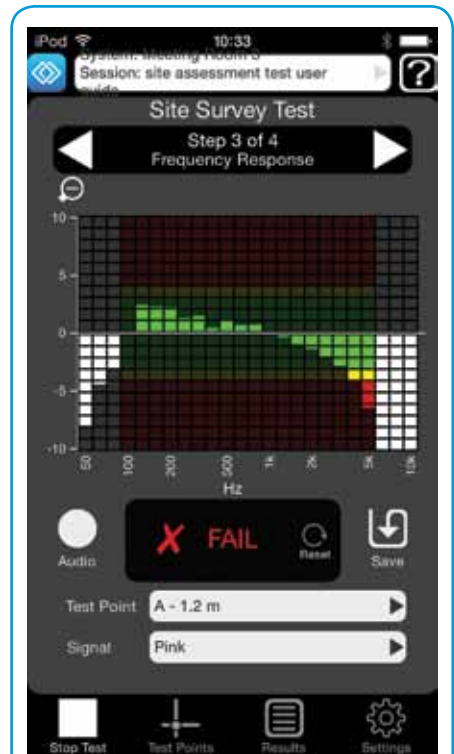 iPod 10:33
System: Meeting Room 3
Session: site assessment test user
guide
?
Site Survey Test
Step 3 of 4
Frequency Response
10
5
0
-5
-10
50 100 200 500 1k 2k 5k 10k
Hz
Audio
✗ FAIL
Reset
Save
Test Point A - 1.2 m
Signal Pink
Stop Test Test Points Results Settings